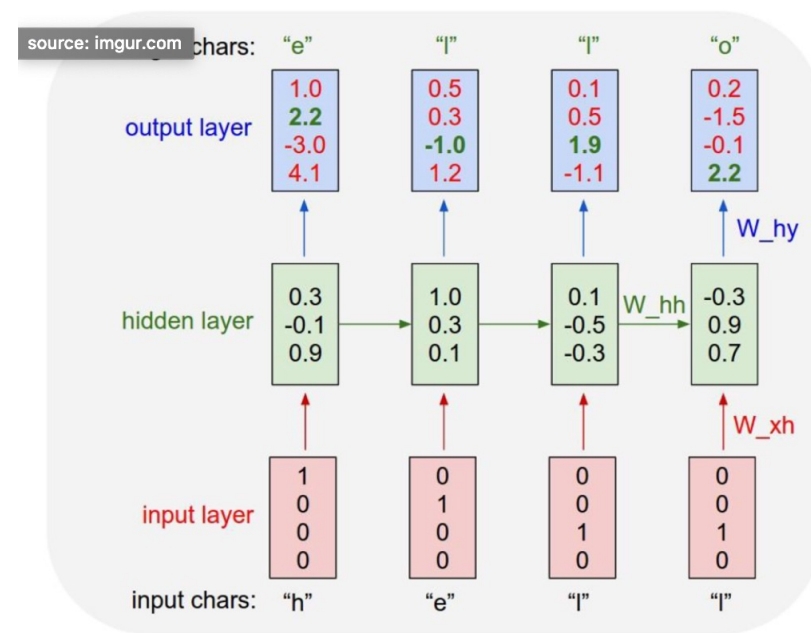 source: imgur.com
chars: “e” “l” “l” “o”
1.0 0.5 0.1 0.2
2.2 0.3 0.5 -1.5
output layer
-3.0 -1.0 1.9 -0.1
4.1 1.2 -1.1 2.2
W_hy
0.3 1.0 0.1 W_hh -0.3
hidden layer -0.1 0.3 -0.5 0.9
0.9 0.1 -0.3 0.7
W_xh
1 0 0 0
0 1 0 0
input layer
0 0 1 1
0 0 0 0
input chars: “h” “e” “l” “l”